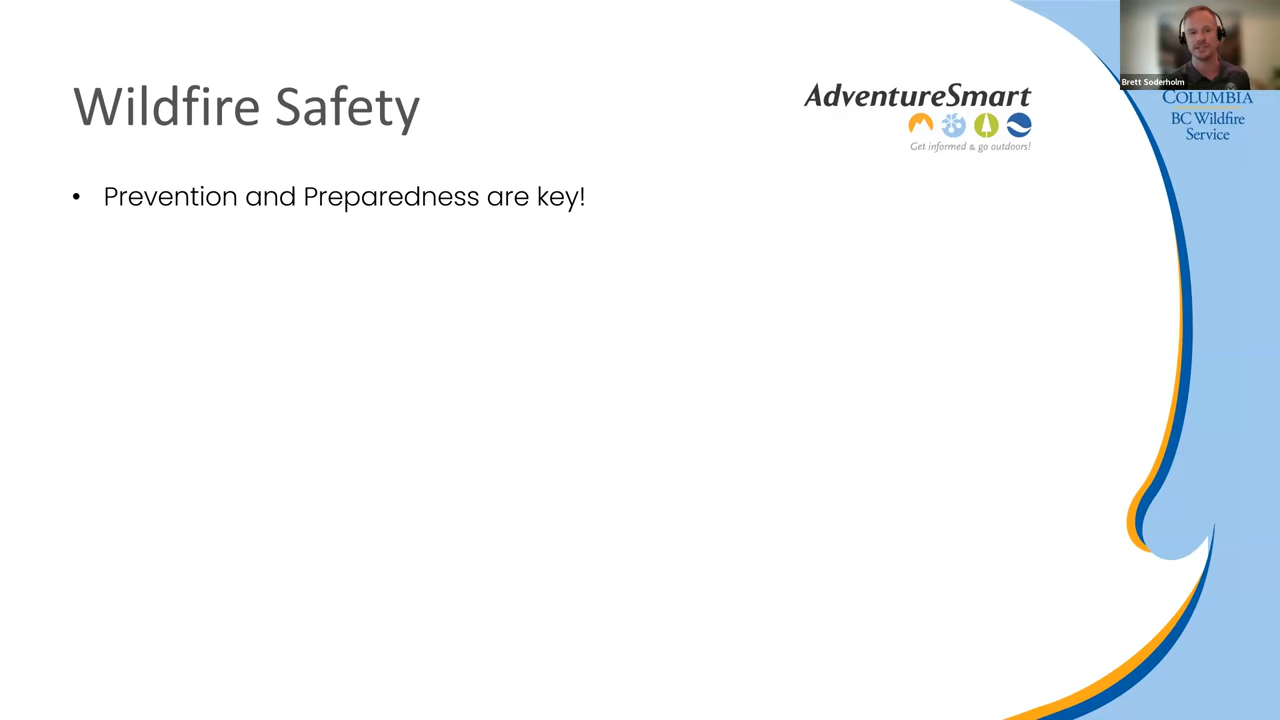 Wildfire Safety
AdventureSmart
Get informed & go outdoors!
• Prevention and Preparedness are key!
Brett Soderholm
COLUMBIA
BC Wildfire
Service